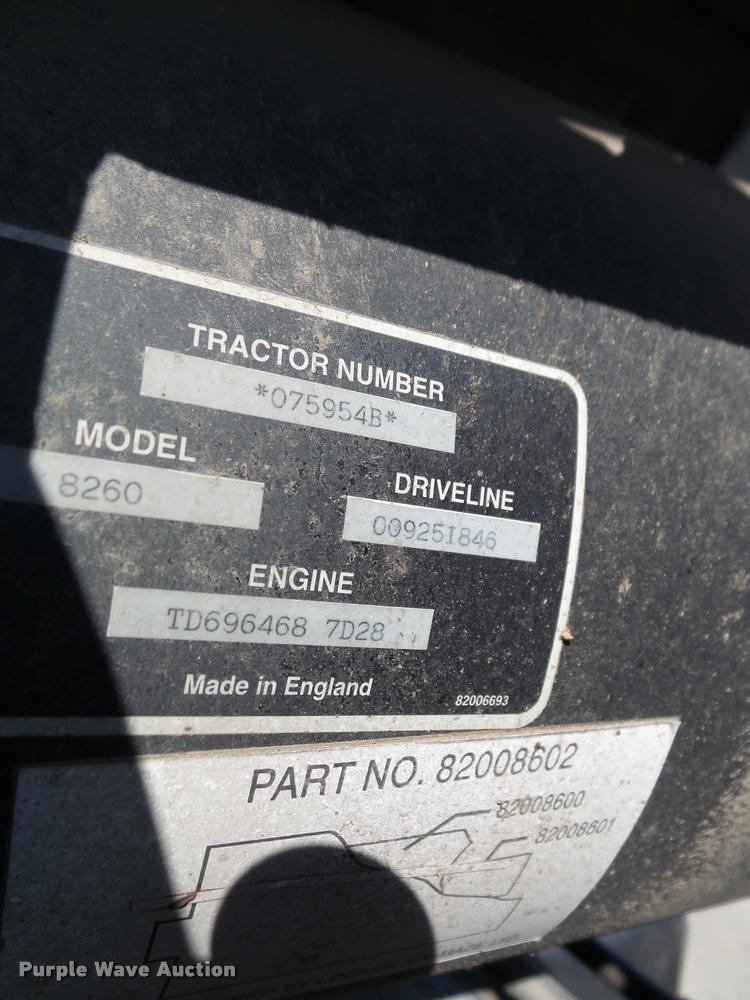 TRACTOR NUMBER
*075954B*
MODEL
8260
DRIVELINE
00925I846
ENGINE
TD696468 7D28
Made in England
82006693
PART NO. 82008602
82008600
82008601
Purple Wave Auction